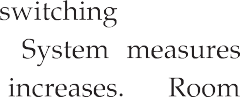 switching
System measures
increases. Room